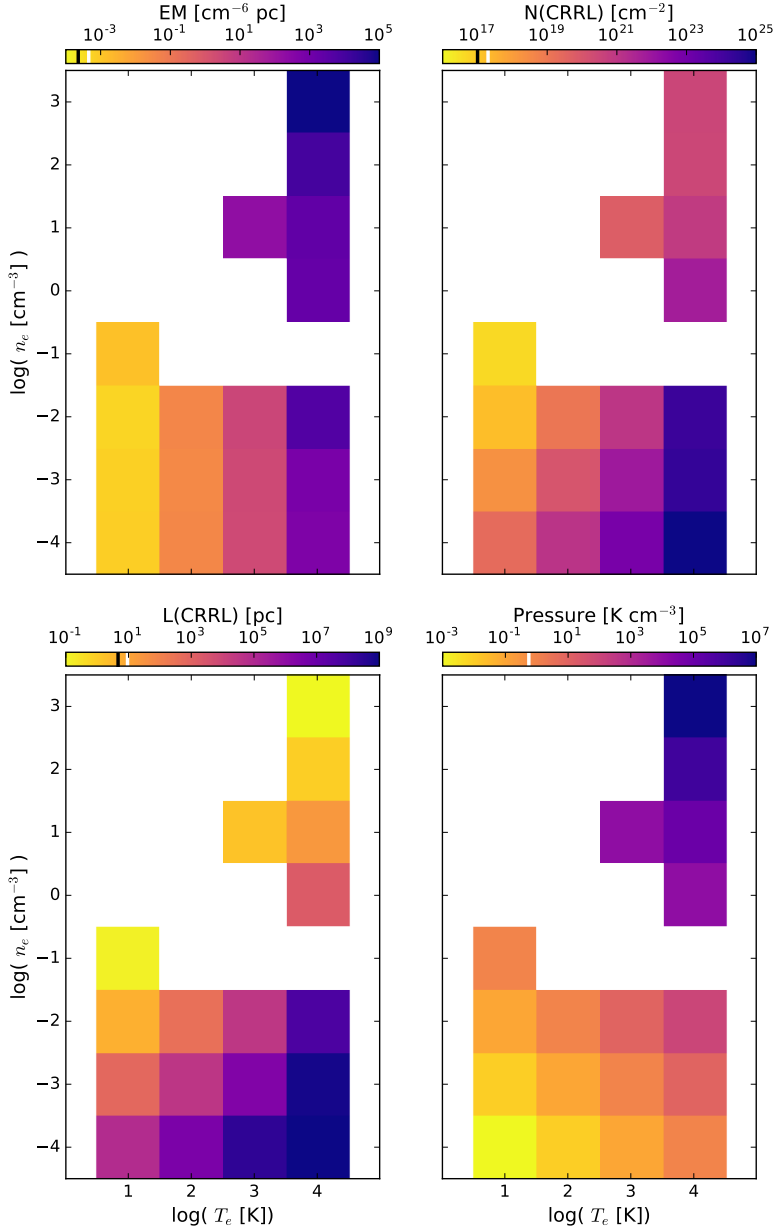 EM [cm⁻⁶ pc]
10⁻³ 10⁻¹ 10¹ 10³ 10⁵
N(CRRL) [cm⁻²]
10¹⁷ 10¹⁹ 10²¹ 10²³ 10²⁵
3
2
1
0
−1
−2
−3
−4
log( nₑ [cm⁻³] )
L(CRRL) [pc]
10⁻¹ 10¹ 10³ 10⁵ 10⁷ 10⁹
Pressure [K cm⁻³]
10⁻³ 10⁻¹ 10¹ 10³ 10⁵ 10⁷
3
2
1
0
−1
−2
−3
−4
log( nₑ [cm⁻³] )
1 2 3 4
log( Tₑ [K])
1 2 3 4
log( Tₑ [K])